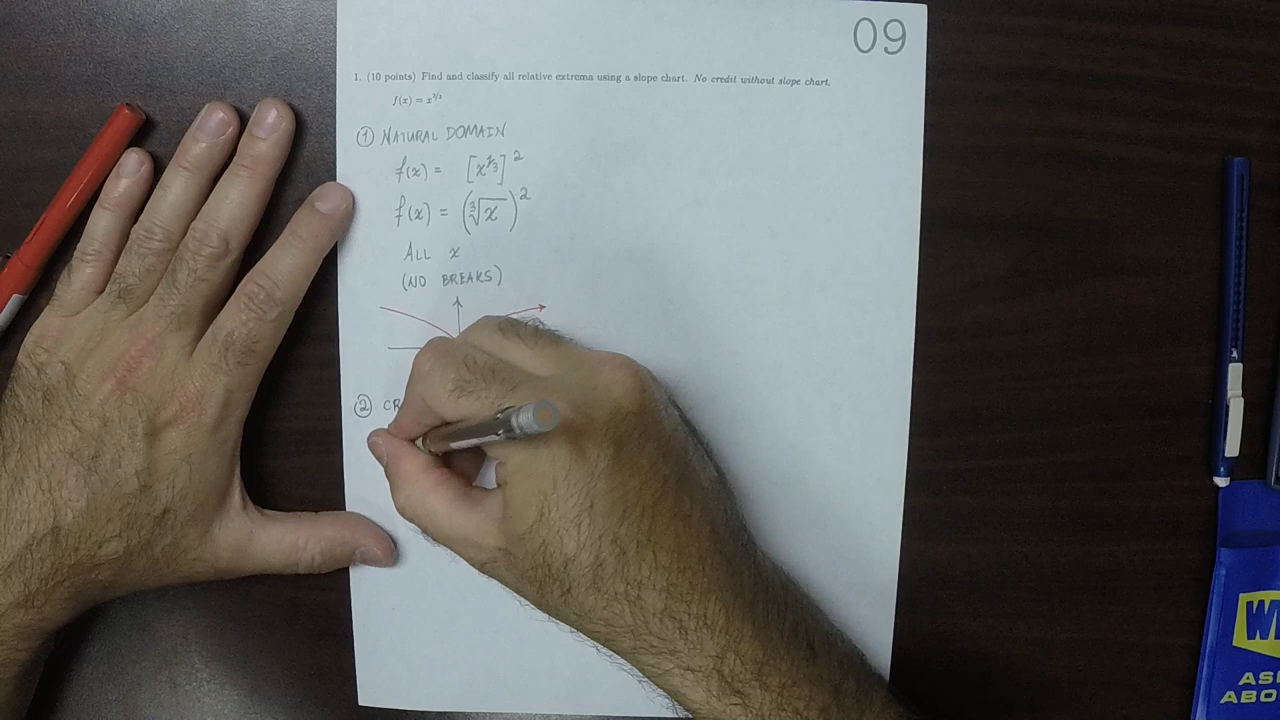 09
1. (10 points) Find and classify all relative extrema using a slope chart. No credit without slope chart.
f(x) = x^{2/3}
① NATURAL DOMAIN
f(x) = [x^{1/3}]^2
f(x) = (∛x)^2
ALL x
(NO BREAKS)
② CR